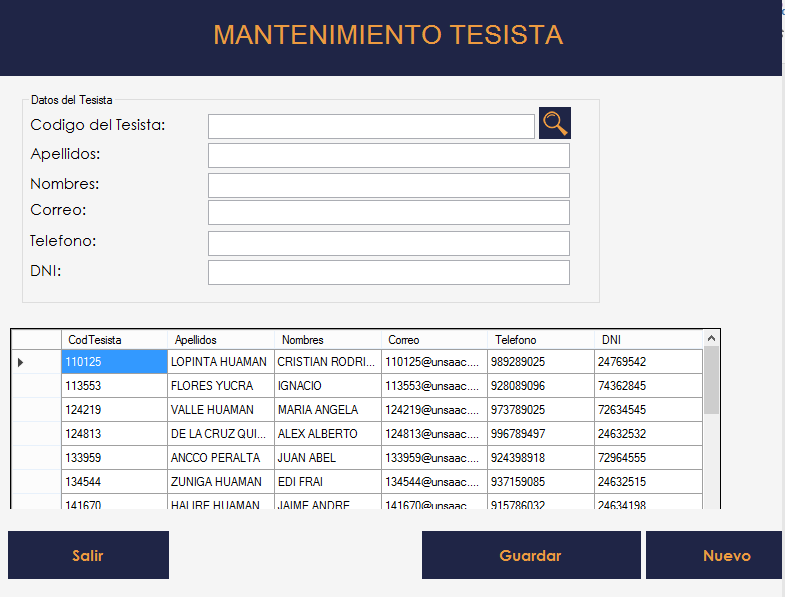 MANTENIMIENTO TESISTA
Datos del Tesista
Codigo del Tesista:
Apellidos:
Nombres:
Correo:
Telefono:
DNI:
CodTesista Apellidos Nombres Correo Telefono DNI
110125 LOPINTA HUAMAN CRISTIAN RODRI... 110125@unsaac.... 989289025 24769542
113553 FLORES YUCRA IGNACIO 113553@unsaac.... 928089096 74362845
124219 VALLE HUAMAN MARIA ANGELA 124219@unsaac.... 973789025 72634545
124813 DE LA CRUZ QUI... ALEX ALBERTO 124813@unsaac.... 996789497 24632532
133959 ANCCO PERALTA JUAN ABEL 133959@unsaac.... 924398918 72964555
134544 ZUNIGA HUAMAN EDI FRAI 134544@unsaac.... 937159085 24632515
141670 HALIRE HUAMAN JAIME ANDRE 141670@unsaac 915786032 24634198
Salir Guardar Nuevo